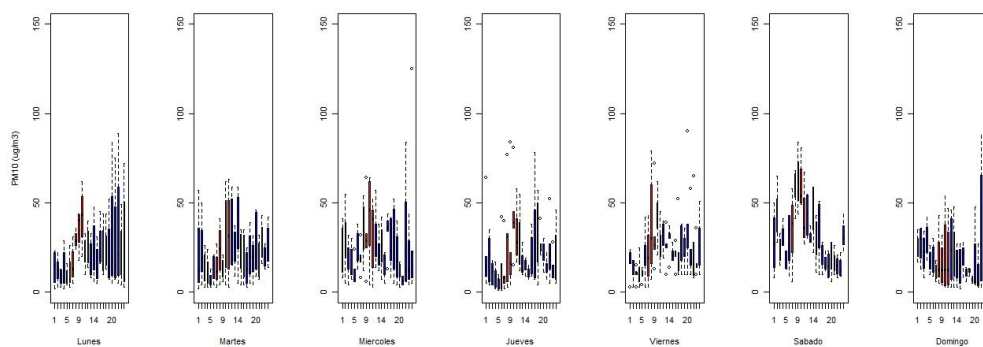 PM10 (ug/m3)
0 50 100 150
1 5 9 14 20
Lunes
0 50 100 150
1 5 9 14 20
Martes
0 50 100 150
1 5 9 14 20
Miercoles
0 50 100 150
1 5 9 14 20
Jueves
0 50 100 150
1 5 9 14 20
Viernes
0 50 100 150
1 5 9 14 20
Sabado
0 50 100 150
1 5 9 14 20
Domingo